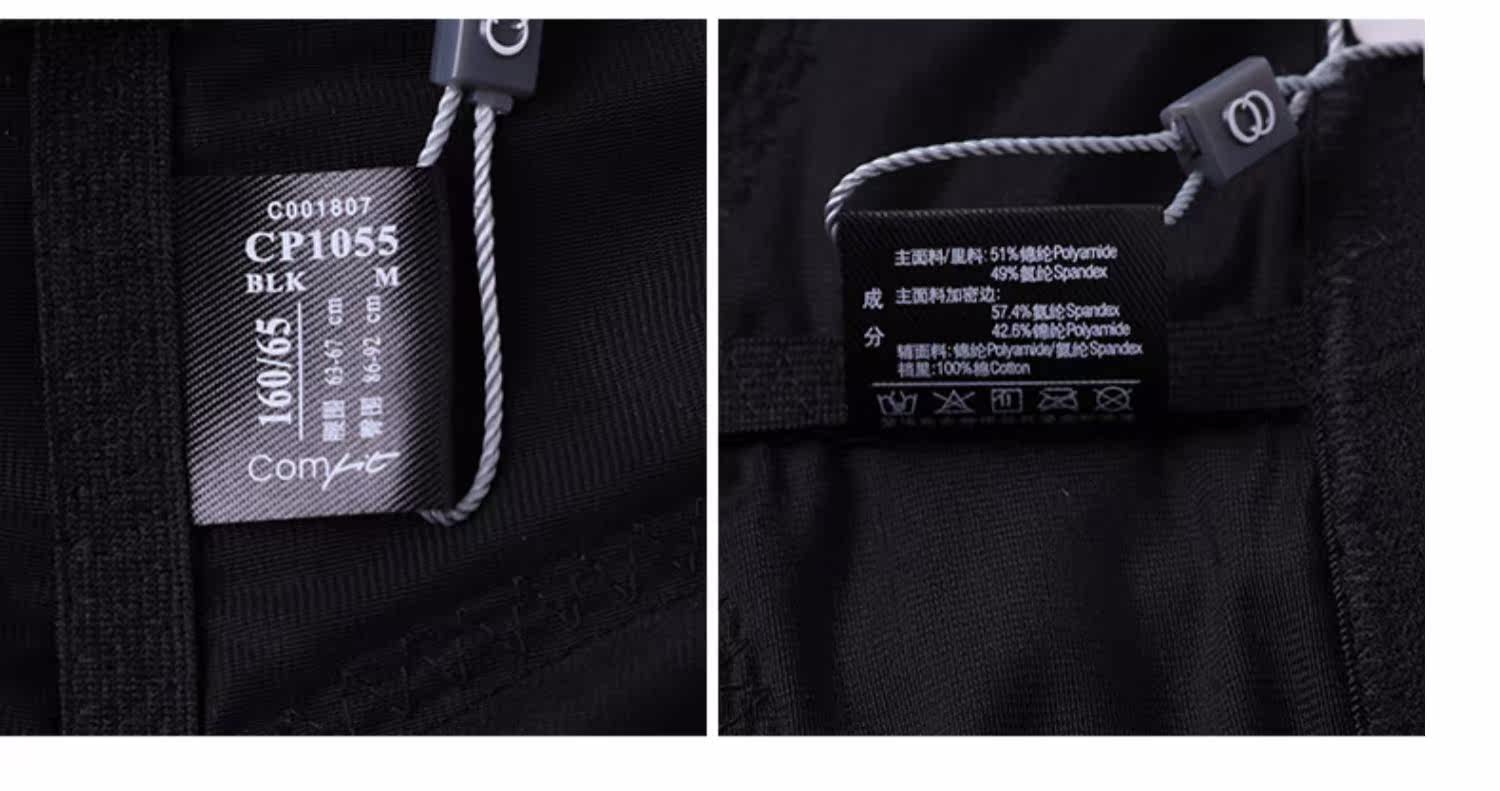 C001807
CP1055
BLK M
160/65
腰围 63-67 cm
臀围 86-92 cm
Comfit
成分
主面料/里料: 51%锦纶Polyamide
49%氨纶Spandex
主面料加密边:
57.4%氨纶Spandex
42.6%锦纶Polyamide
辅面料: 锦纶Polyamide/氨纶Spandex
裆里:100%棉Cotton